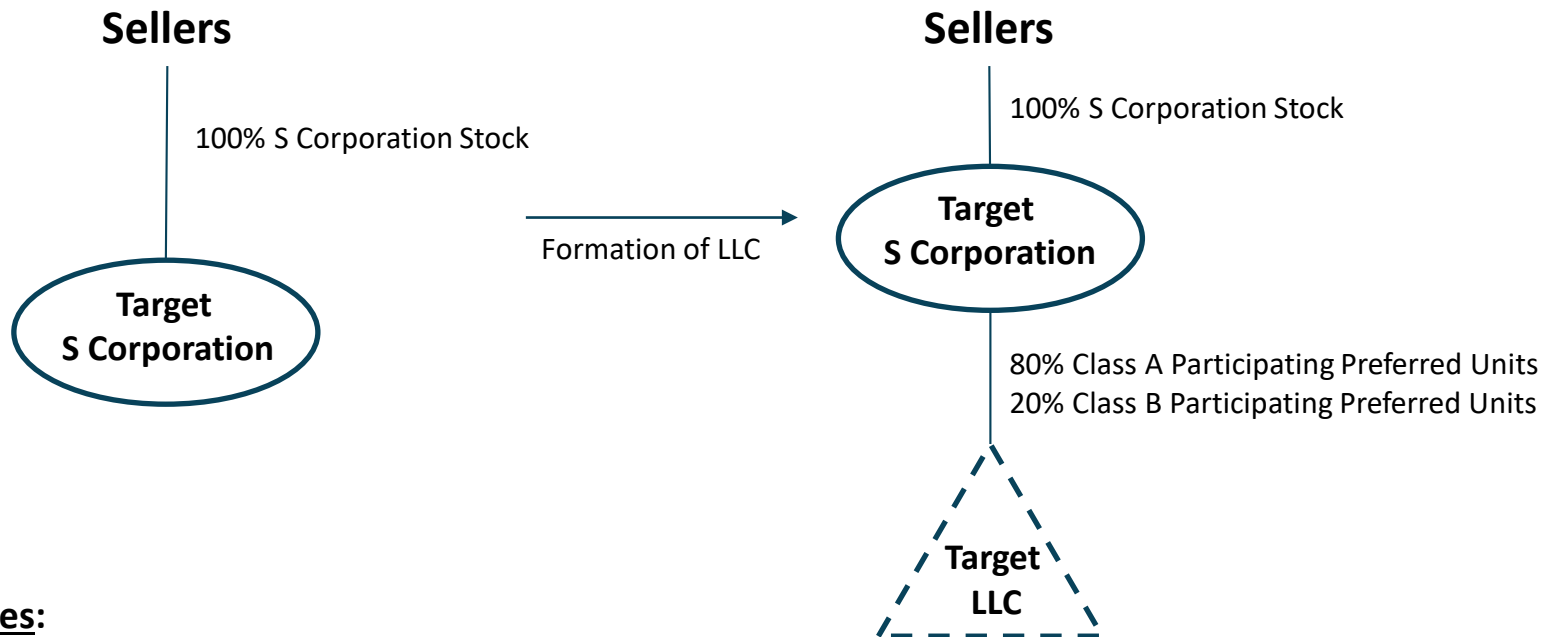 Sellers
100% S Corporation Stock
Target
S Corporation
Formation of LLC
Sellers
100% S Corporation Stock
Target
S Corporation
80% Class A Participating Preferred Units
20% Class B Participating Preferred Units
Target
LLC
es: